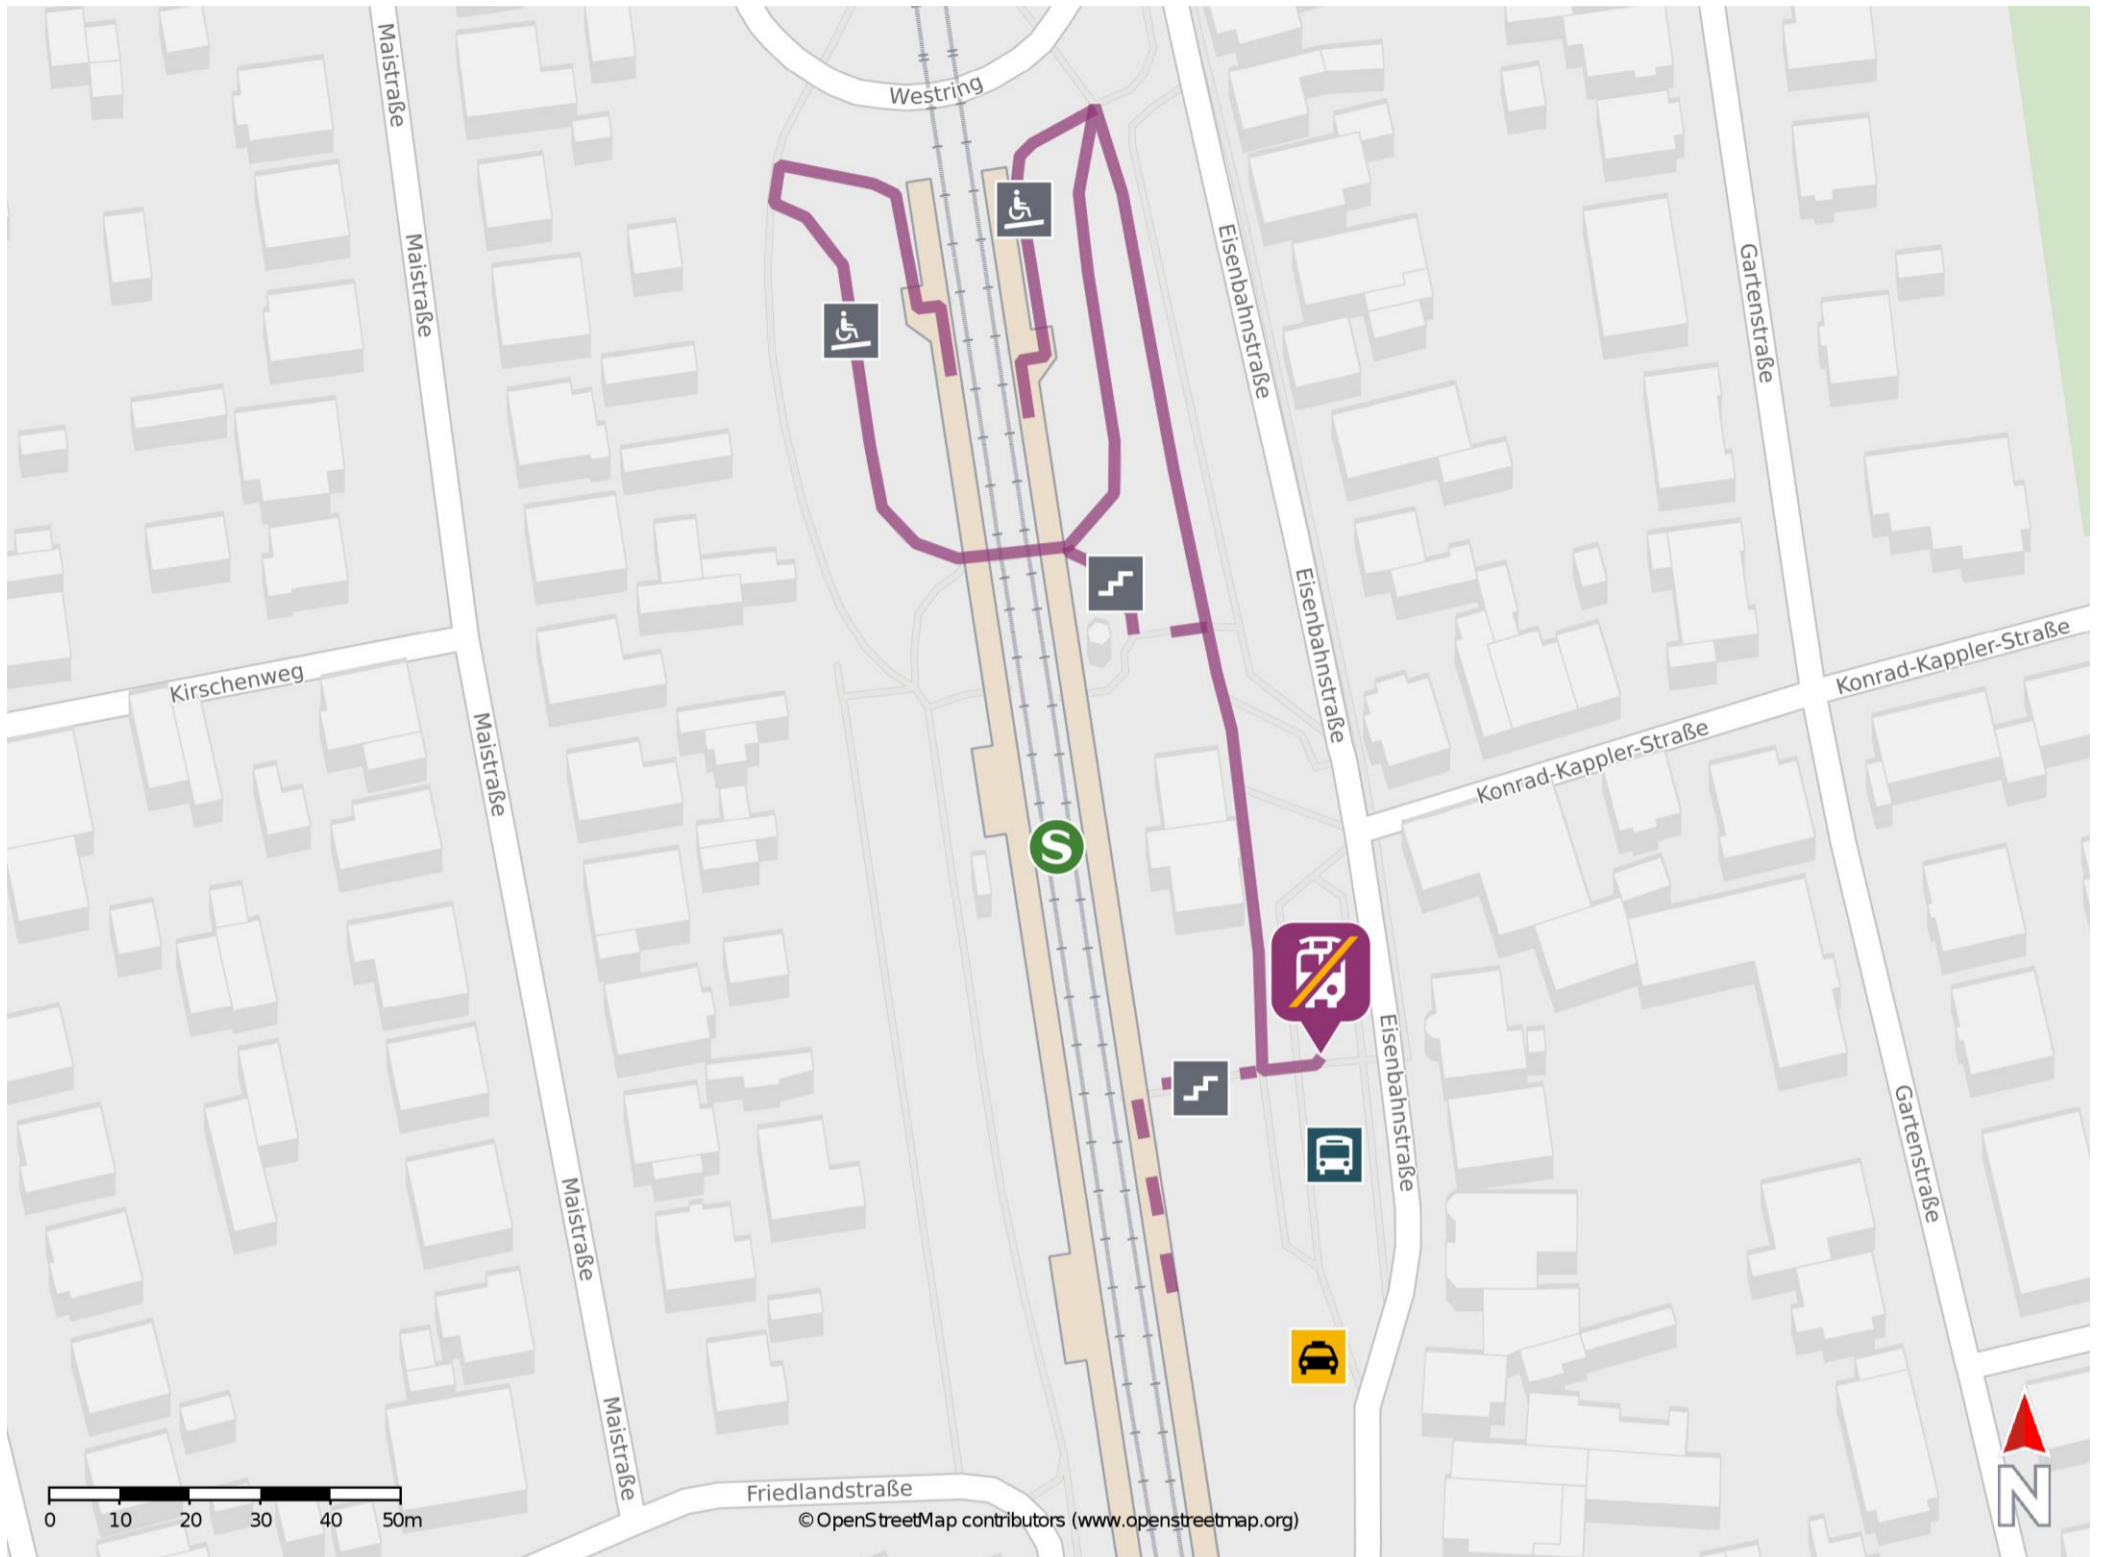 Maistraße
Westring
Maistraße
Eisenbahnstraße
Gartenstraße
Eisenbahnstraße
Konrad-Kappler-Straße
Kirschenweg
Maistraße
Konrad-Kappler-Straße
S
Eisenbahnstraße
Gartenstraße
Maistraße
Maistraße
Friedlandstraße
0 10 20 30 40 50m
© OpenStreetMap contributors (www.openstreetmap.org)
N